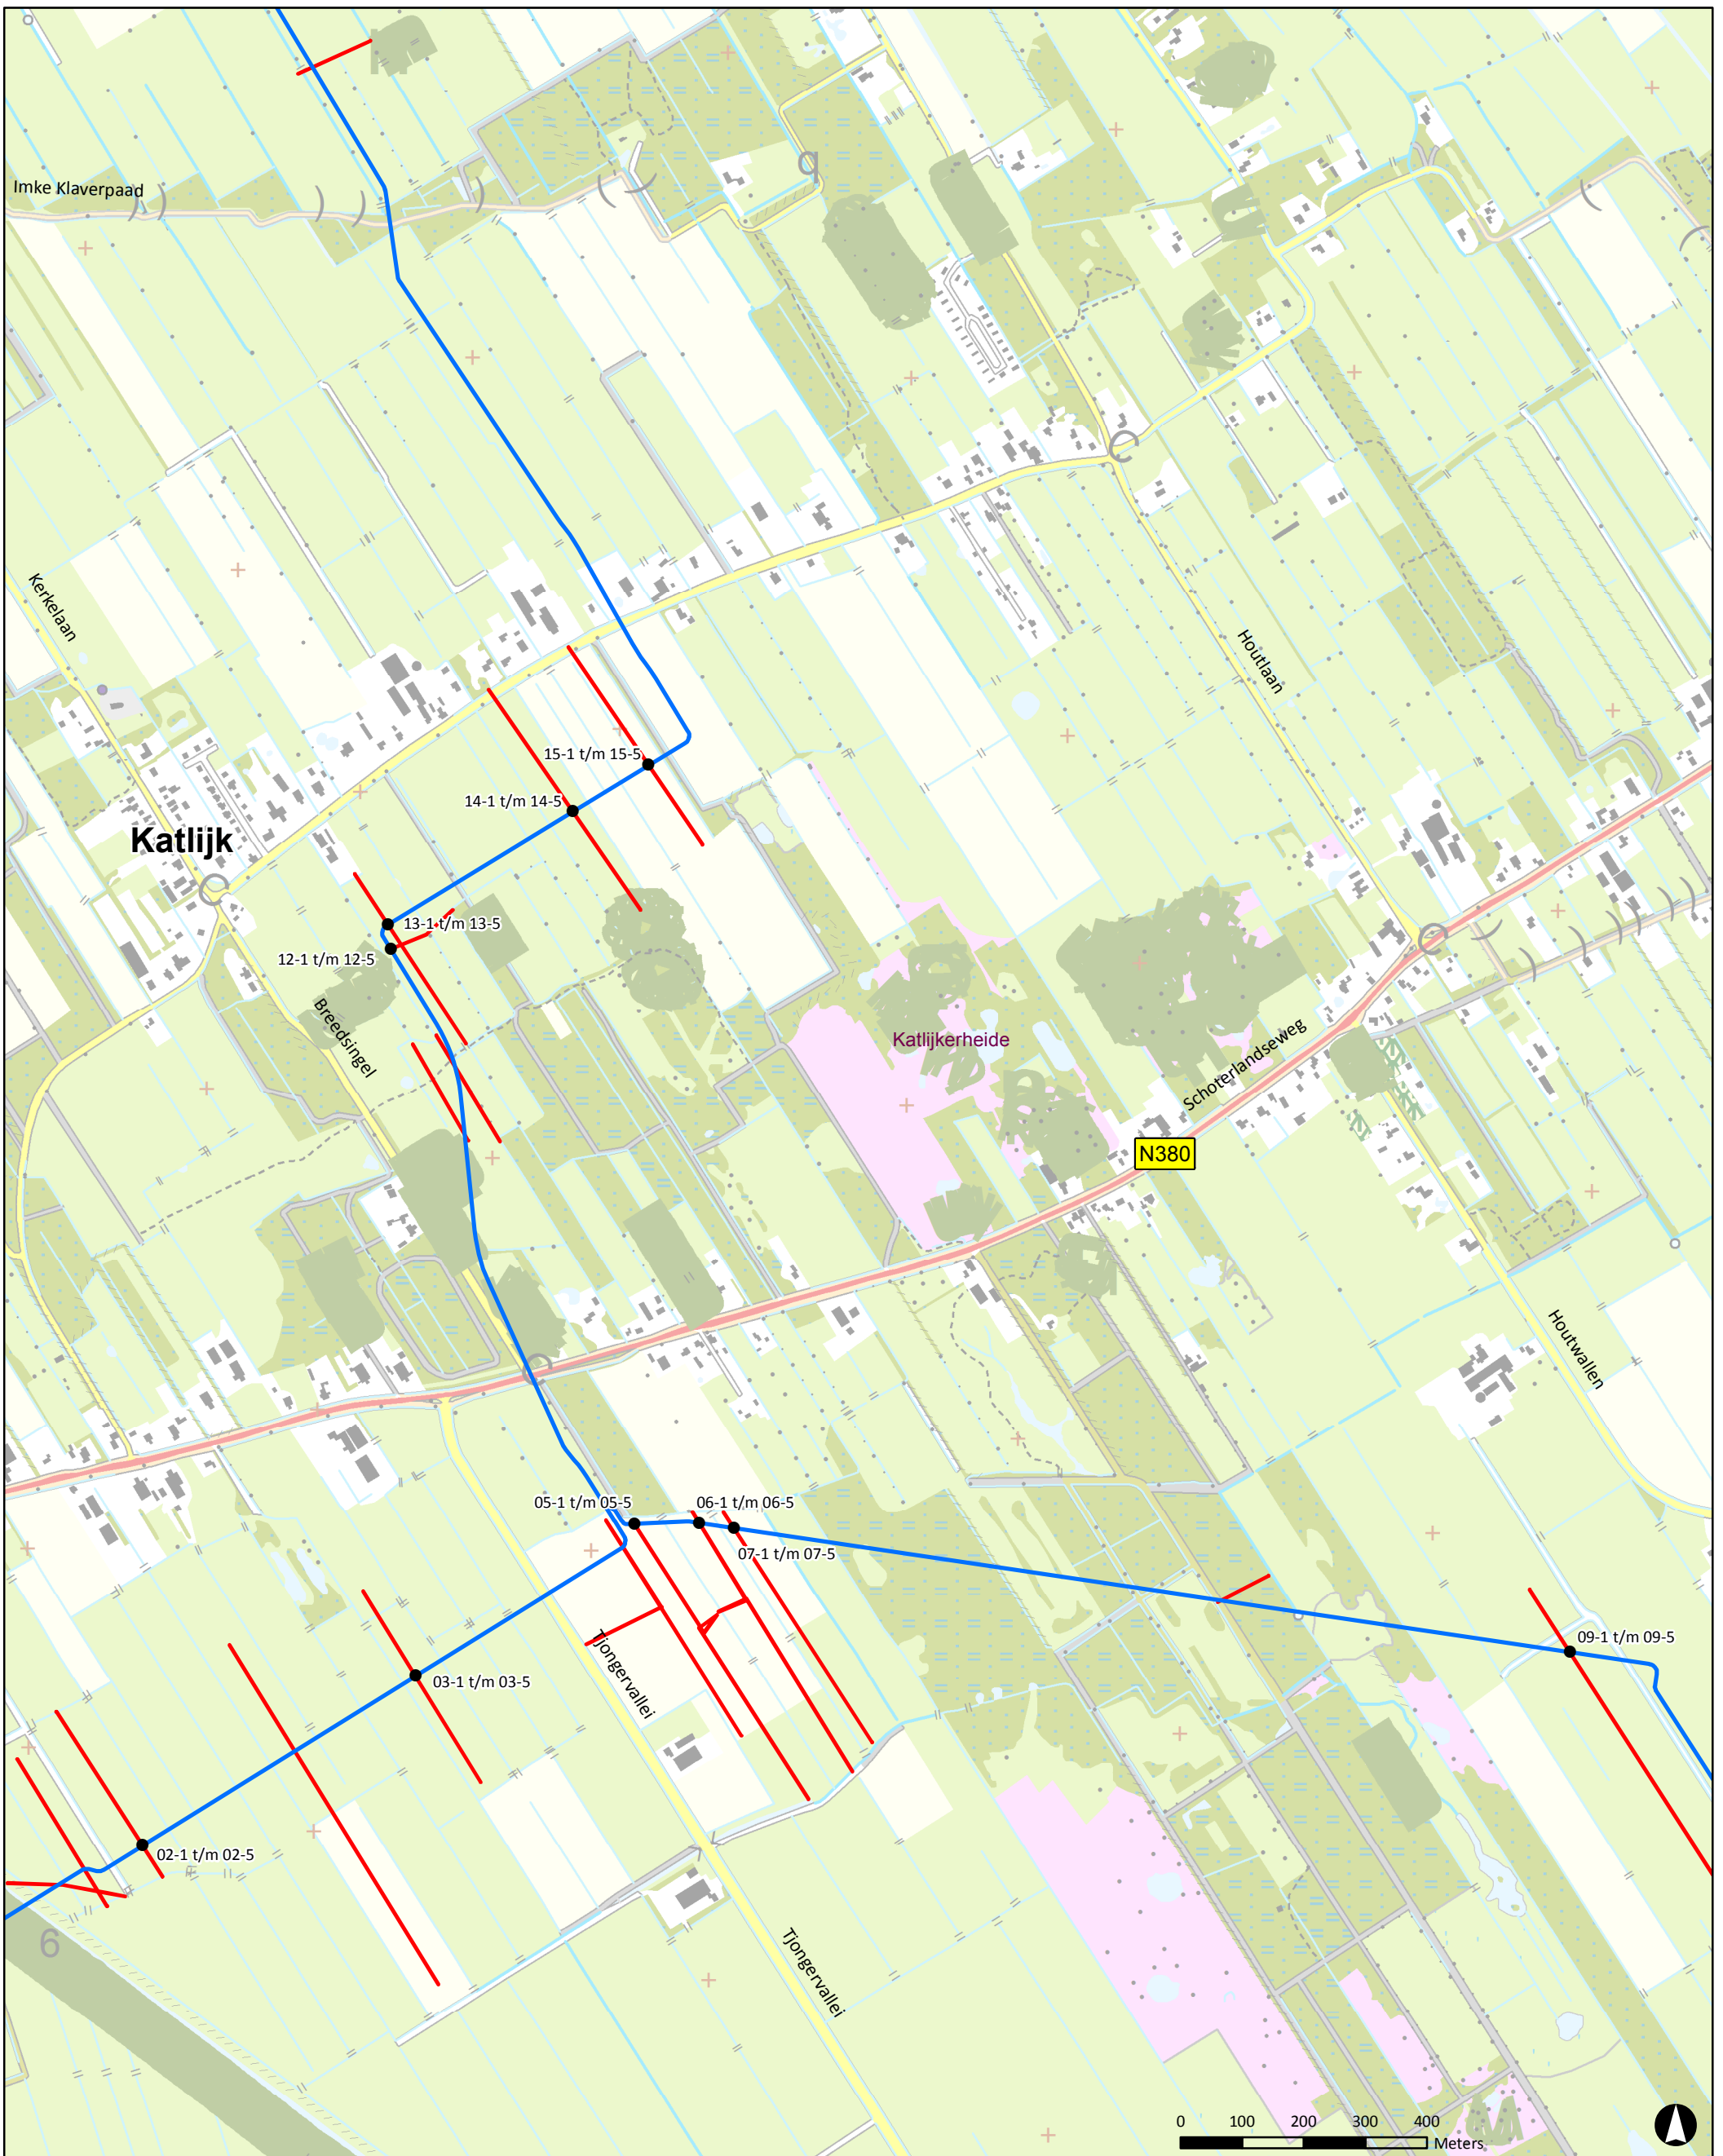 q
Imke Klaverpaad
Kerkelaan
Houtlaan
15-1 t/m 15-5
14-1 t/m 14-5
Katlijk
13-1 t/m 13-5
12-1 t/m 12-5
Breedsingel
Katlijkerheide
Schoterlandseweg
N380
Houtwallen
05-1 t/m 05-5
06-1 t/m 06-5
07-1 t/m 07-5
09-1 t/m 09-5
Tjongervallei
03-1 t/m 03-5
02-1 t/m 02-5
6
Tjongervallei
0 100 200 300 400
Meters